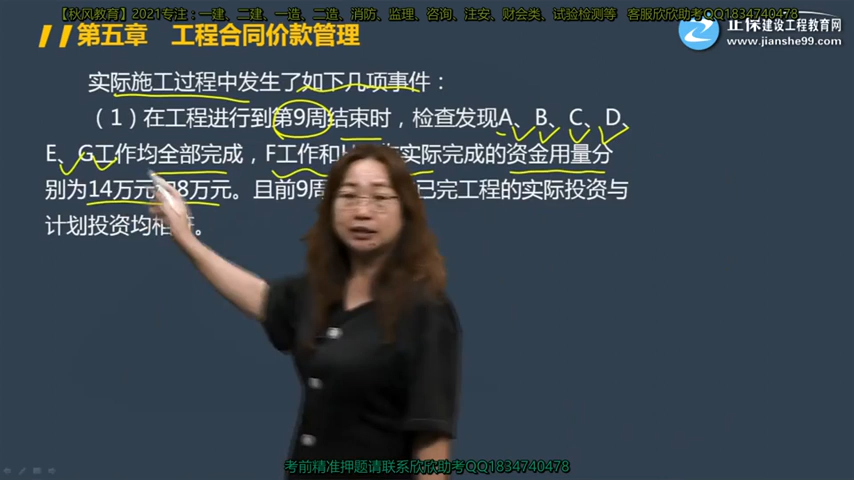 【秋风教育】2021专注：一建、二建、一造、二造、消防、监理、咨询、注安、财会类、试验检测等 客服欣欣助考QQ1834740478
第五章 工程合同价款管理
正保建设工程教育网
www.jianshe99.com
实际施工过程中发生了如下几项事件：
（1）在工程进行到第9周结束时，检查发现A、B、C、D、
E、G工作均全部完成，F工作和H 实际完成的资金用量分
别为14万元 8万元。且前9周 已完工程的实际投资与
计划投资均相 。
考前精准押题请联系欣欣助考QQ1834740478